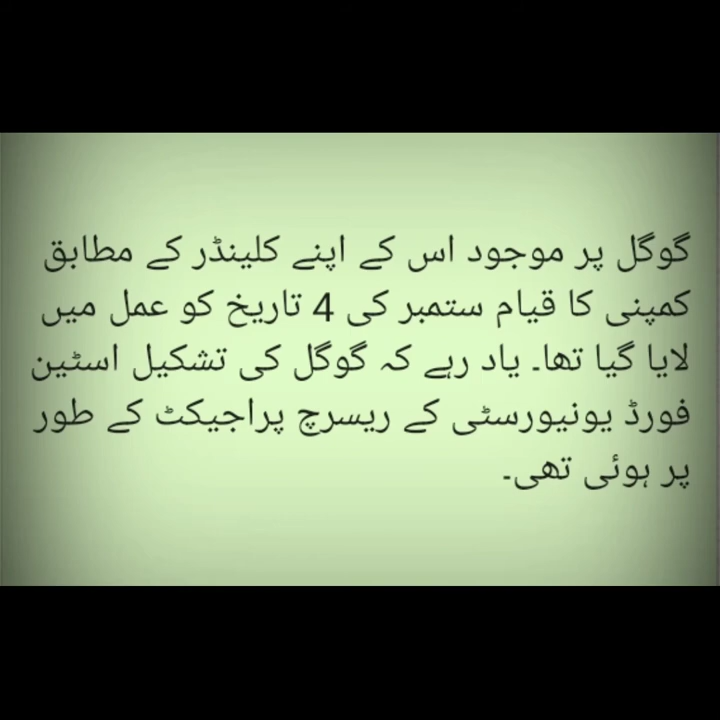 گوگل پر موجود اس کے اپنے کلینڈر کے مطابق
کمپنی کا قیام ستمبر کی 4 تاریخ کو عمل میں
لایا گیا تھا۔ یاد رہے کہ گوگل کی تشکیل اسٹین
فورڈ یونیورسٹی کے ریسرچ پراجیکٹ کے طور
پر ہوئی تھی۔